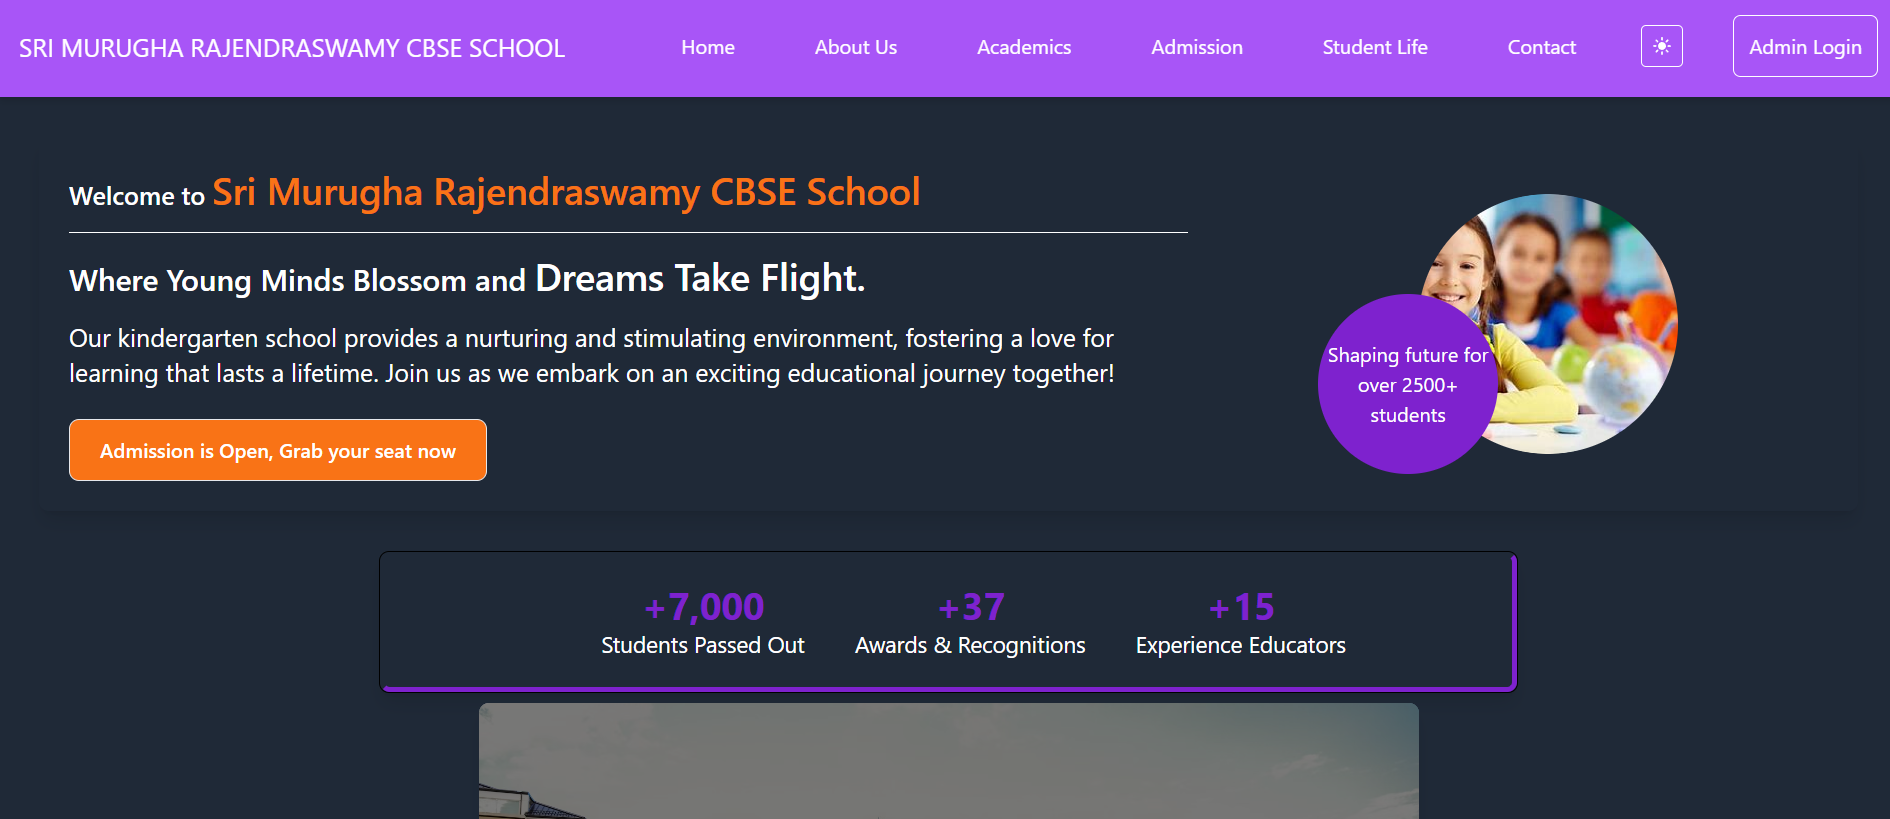 SRI MURUGHA RAJENDRASWAMY CBSE SCHOOL
Home
About Us
Academics
Admission
Student Life
Contact
Admin Login
Welcome to Sri Murugha Rajendraswamy CBSE School
Where Young Minds Blossom and Dreams Take Flight.
Our kindergarten school provides a nurturing and stimulating environment, fostering a love for
learning that lasts a lifetime. Join us as we embark on an exciting educational journey together!
Admission is Open, Grab your seat now
Shaping future for
over 2500+
students
+7,000
Students Passed Out
+37
Awards & Recognitions
+15
Experience Educators